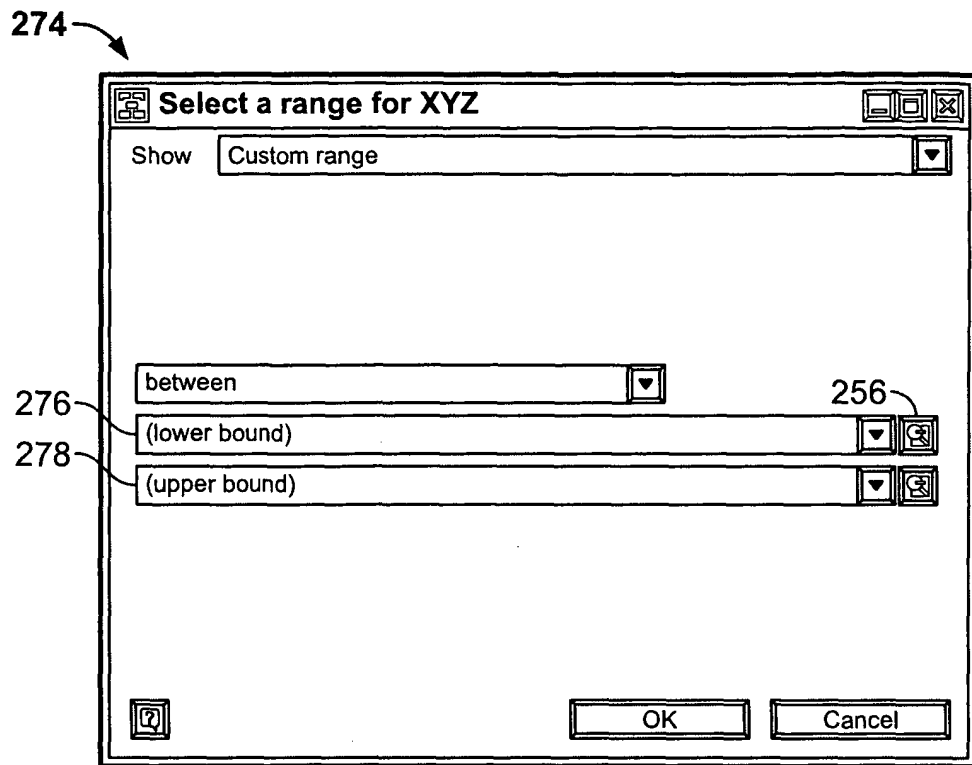 274
Select a range for XYZ
Show Custom range
between
276 (lower bound) 256
278 (upper bound)
? OK Cancel